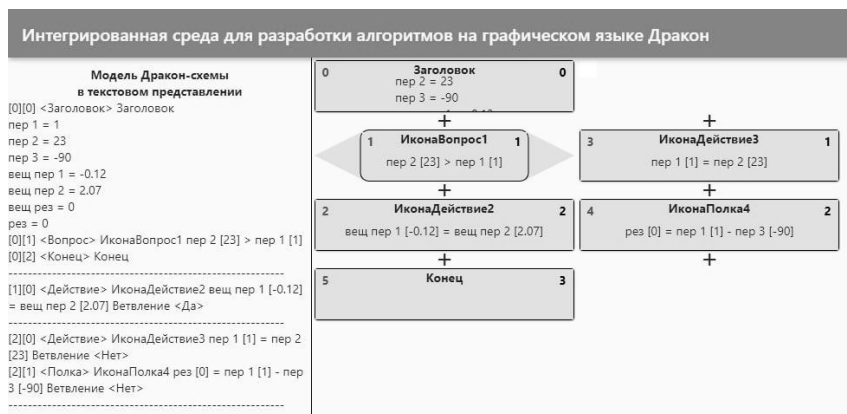 Интегрированная среда для разработки алгоритмов на графическом языке Дракон
Модель Дракон-схемы
в текстовом представлении
[0][0] <Заголовок> Заголовок
пер 1 = 1
пер 2 = 23
пер 3 = -90
вещ пер 1 = -0.12
вещ пер 2 = 2.07
вещ рез = 0
рез = 0
[0][1] <Вопрос> ИконаВопрос1 пер 2 [23] > пер 1 [1]
[0][2] <Конец> Конец
[1][0] <Действие> ИконаДействие2 вещ пер 1 [-0.12]
= вещ пер 2 [2.07] Ветвление <Да>
[2][0] <Действие> ИконаДействие3 пер 1 [1] = пер 2
[23] Ветвление <Нет>
[2][1] <Полка> ИконаПолка4 рез [0] = пер 1 [1] - пер
3 [-90] Ветвление <Нет>
0 Заголовок 0
пер 2 = 23
пер 3 = -90
+
+
1 ИконаВопрос1 1
пер 2 [23] > пер 1 [1]
3 ИконаДействие3 1
пер 1 [1] = пер 2 [23]
+
+
2 ИконаДействие2 2
вещ пер 1 [-0.12] = вещ пер 2 [2.07]
4 ИконаПолка4 2
рез [0] = пер 1 [1] - пер 3 [-90]
+
+
5 Конец 3